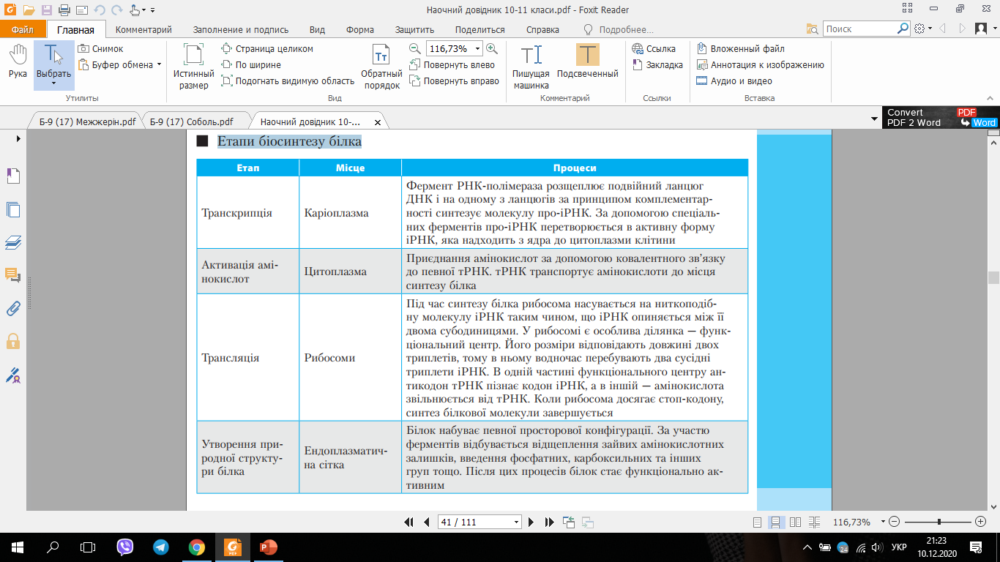 Наочний довідник 10-11 класи.pdf - Foxit Reader
Файл Главная Комментарий Заполнение и подпись Вид Форма Защитить Поделиться Справка Подробнее... Поиск
Рука
Выбрать
Снимок
Буфер обмена
Утилиты
Истинный размер
Страница целиком
По ширине
Подогнать видимую область
Обратный порядок
116,73%
Повернуть влево
Повернуть вправо
Вид
Пишущая машинка
Подсвеченный
Комментарий
Ссылка
Закладка
Ссылки
Вложенный файл
Аннотация к изображению
Аудио и видео
Вставка
Б-9 (17) Межжерін.pdf Б-9 (17) Соболь.pdf Наочний довідник 10-...
Convert PDF
PDF 2 Word Word
Етапи біосинтезу білка
Етап Місце Процеси
Транскрипція
Каріоплазма
Фермент РНК-полімераза розщеплює подвійний ланцюг
ДНК і на одному з ланцюгів за принципом комплементар-
ності синтезує молекулу про-іРНК. За допомогою спеціаль-
них ферментів про-іРНК перетворюється в активну форму
іРНК, яка надходить з ядра до цитоплазми клітини
Активація амі-
нокислот
Цитоплазма
Приєднання амінокислот за допомогою ковалентного зв’язку
до певної тРНК. тРНК транспортує амінокислоти до місця
синтезу білка
Трансляція
Рибосоми
Під час синтезу білка рибосома насувається на ниткоподіб-
ну молекулу іРНК таким чином, що іРНК опиняється між її
двома субодиницями. У рибосомі є особлива ділянка — функ-
ціональний центр. Його розміри відповідають довжині двох
триплетів, тому в ньому водночас перебувають два сусідні
триплети іРНК. В одній частині функціонального центру ан-
тикодон тРНК пізнає кодон іРНК, а в іншій — амінокислота
звільнюється від тРНК. Коли рибосома досягає стоп-кодону,
синтез білкової молекули завершується
Утворення при-
родної структу-
ри білка
Ендоплазматич-
на сітка
Білок набуває певної просторової конфігурації. За участю
ферментів відбувається відщеплення зайвих амінокислотних
залишків, введення фосфатних, карбоксильних та інших
груп тощо. Після цих процесів білок стає функціонально ак-
тивним
41 / 111
116,73%
24
УКР
21:23
10.12.2020